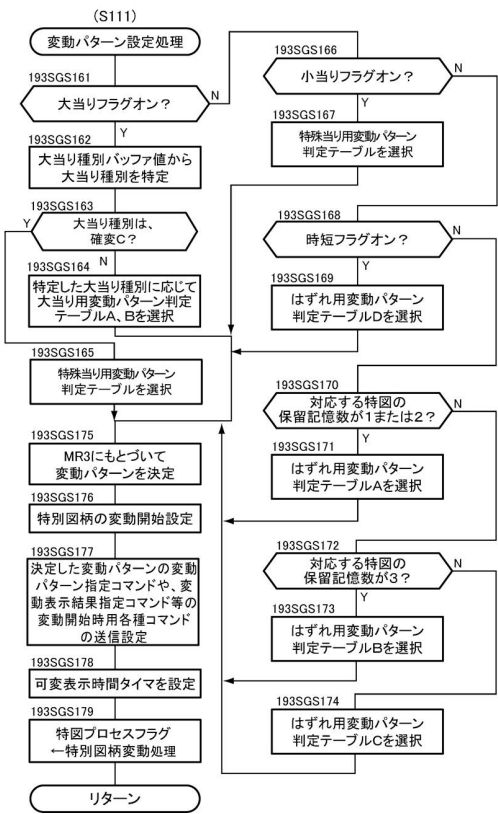 (S111)
変動パターン設定処理
193SGS161
大当りフラグオン？
N
Y
193SGS162
大当り種別バッファ値から
大当り種別を特定
193SGS163
Y
大当り種別は、
確変C？
193SGS164
N
特定した大当り種別に応じて
大当り用変動パターン判定
テーブルA、Bを選択
193SGS165
特殊当り用変動パターン
判定テーブルを選択
193SGS175
MR3にもとづいて
変動パターンを決定
193SGS176
特別図柄の変動開始設定
193SGS177
決定した変動パターンの変動
パターン指定コマンドや、変
動表示結果指定コマンド等の
変動開始時用各種コマンド
の送信設定
193SGS178
可変表示時間タイマを設定
193SGS179
特図プロセスフラグ
←特別図柄変動処理
リターン
193SGS166
小当りフラグオン？
N
193SGS167
Y
特殊当り用変動パターン
判定テーブルを選択
193SGS168
時短フラグオン？
N
Y
193SGS169
はずれ用変動パターン
判定テーブルDを選択
193SGS170
対応する特図の
保留記憶数が1または2？
N
193SGS171
Y
はずれ用変動パターン
判定テーブルAを選択
193SGS172
対応する特図の
保留記憶数が3？
N
Y
193SGS173
はずれ用変動パターン
判定テーブルBを選択
193SGS174
はずれ用変動パターン
判定テーブルCを選択